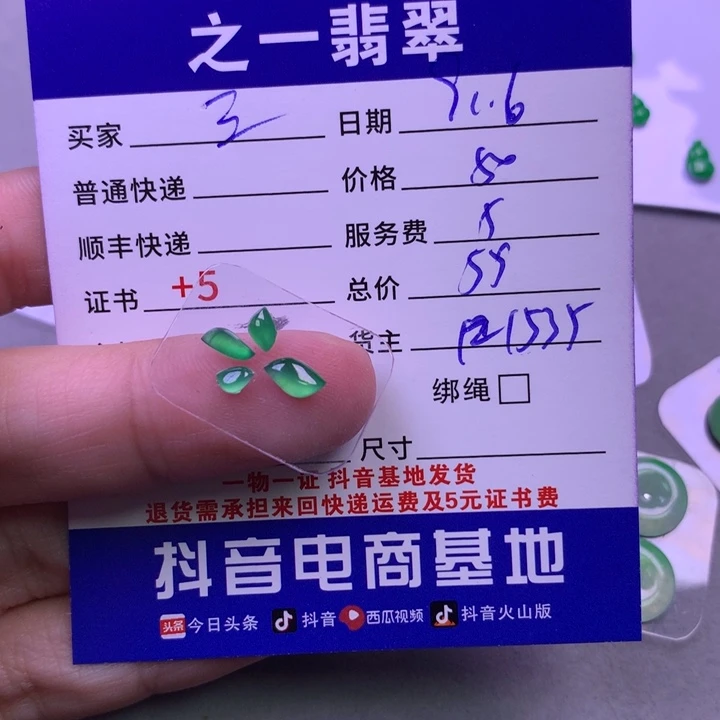 之一翡翠
买家 王 日期 11.6
普通快递 价格 50
顺丰快递 服务费 5
证书 +5 总价 55
货主 P21535
绑绳
尺寸
一物一证 抖音基地发货
退货需承担来回快递运费及5元证书费
抖音电商基地
头条 今日头条 抖音 西瓜视频 抖音火山版